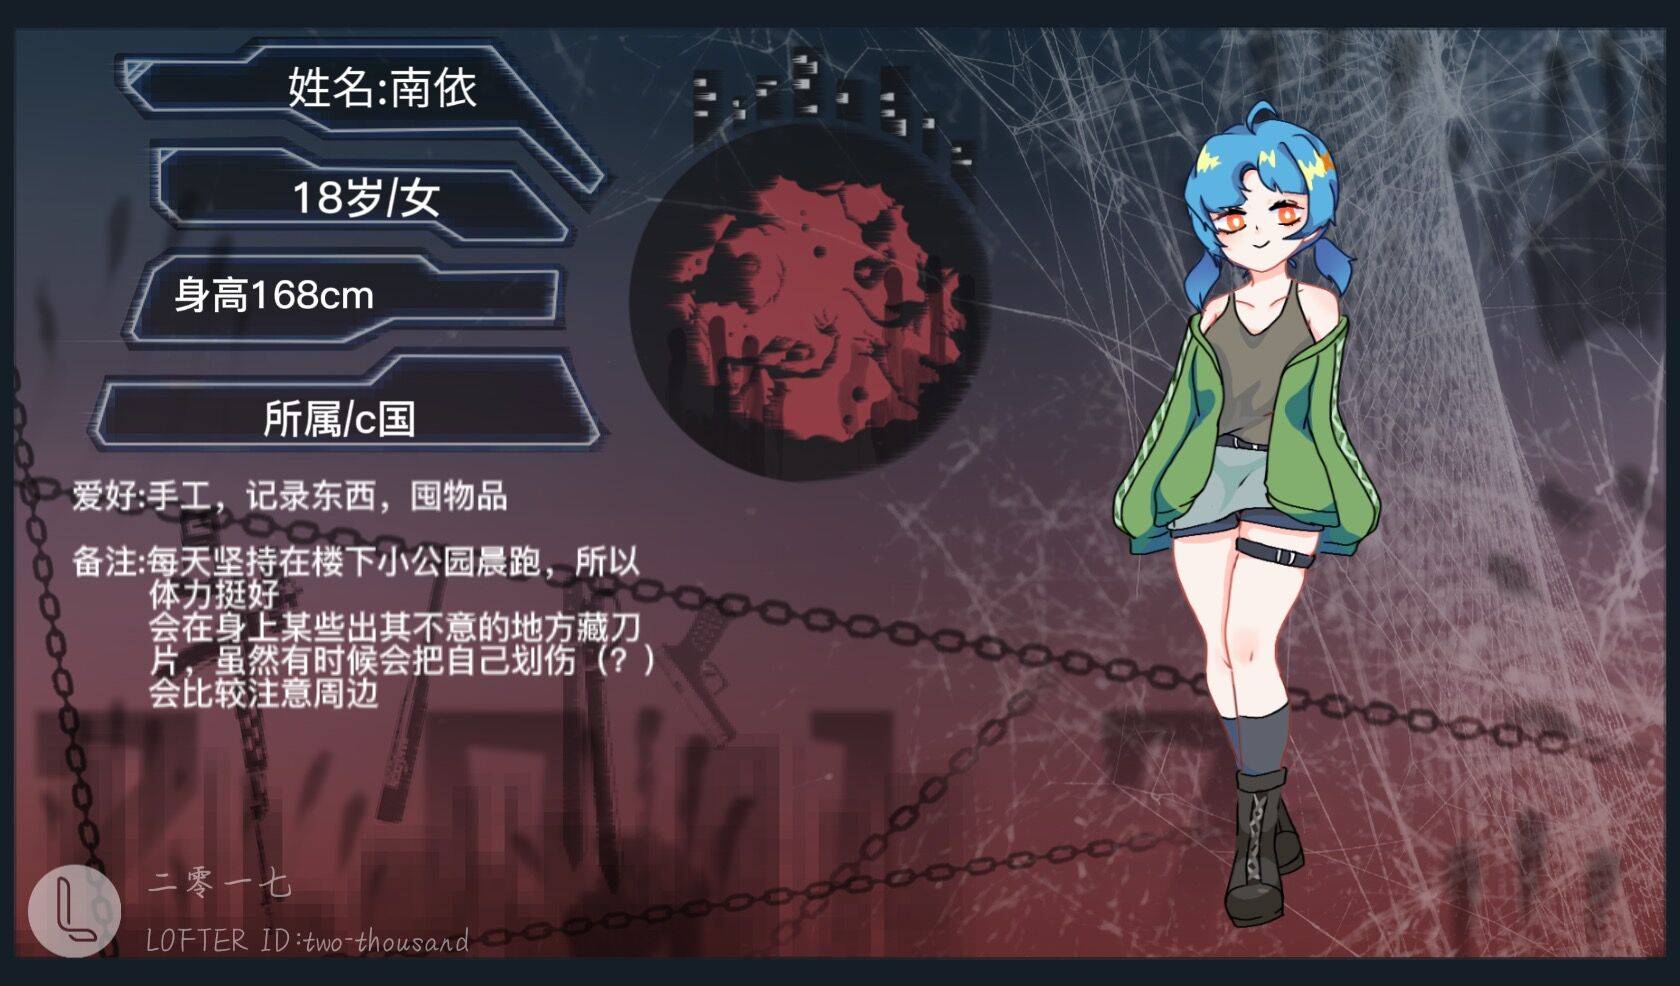 姓名:南依
18岁/女
身高168cm
所属/c国
爱好:手工，记录东西，囤物品
备注:每天坚持在楼下小公园晨跑，所以
体力挺好
会在身上某些出其不意的地方藏刀
片，虽然有时候会把自己划伤（？）
会比较注意周边
二零一七
LOFTER ID:two-thousand